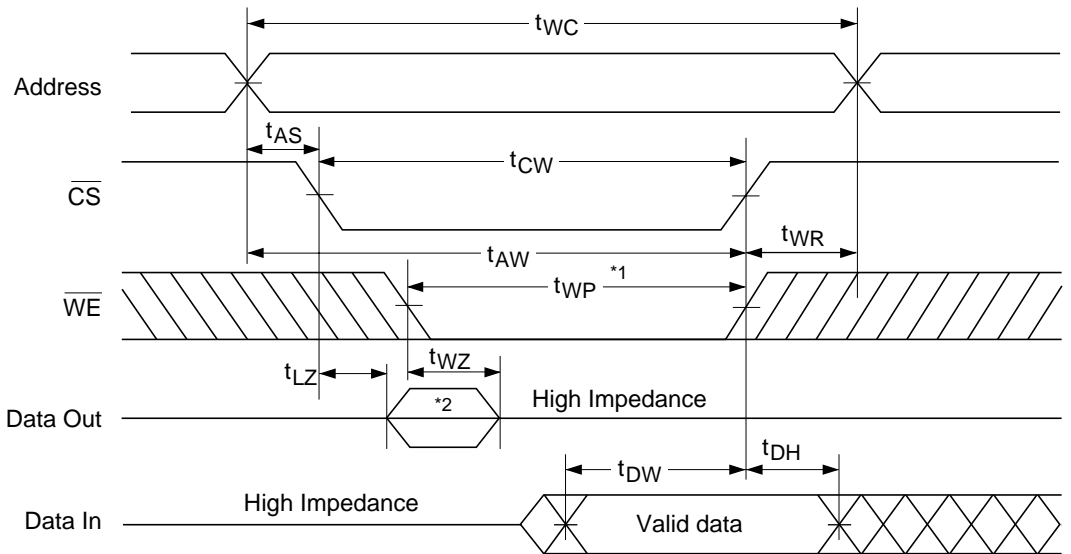 tWC
Address
tAS
tCW
CS
tAW
tWR
tWP *1
WE
tLZ
tWZ
*2
High Impedance
Data Out
tDW
tDH
High Impedance
Valid data
Data In